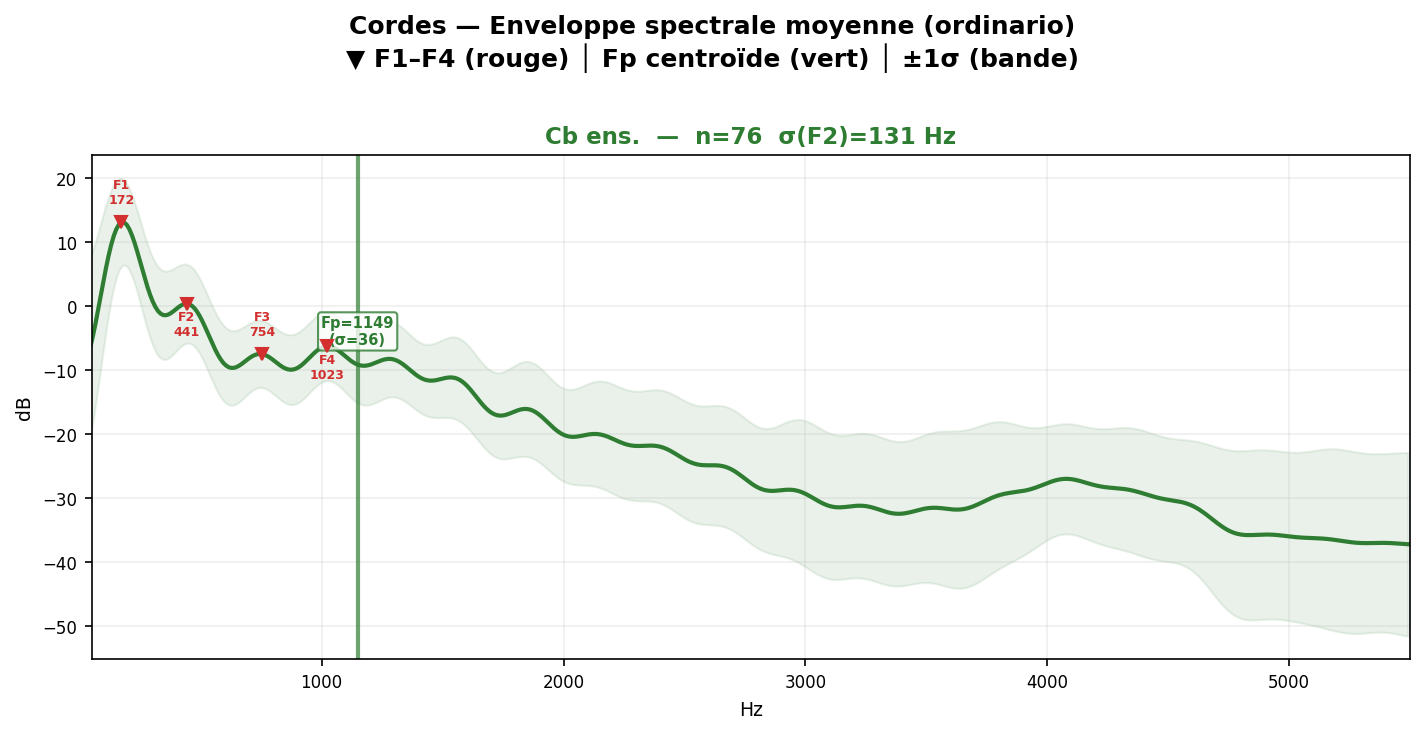 Cordes — Enveloppe spectrale moyenne (ordinario)
▼ F1–F4 (rouge) │ Fp centroïde (vert) │ ±1σ (bande)
Cb ens.  —  n=76  σ(F2)=131 Hz
20
10
0
−10
−20
−30
−40
−50
dB
F1
172
F2
441
F3
754
Fp=1149
(σ=36)
F4
1023
1000
2000
3000
4000
5000
Hz